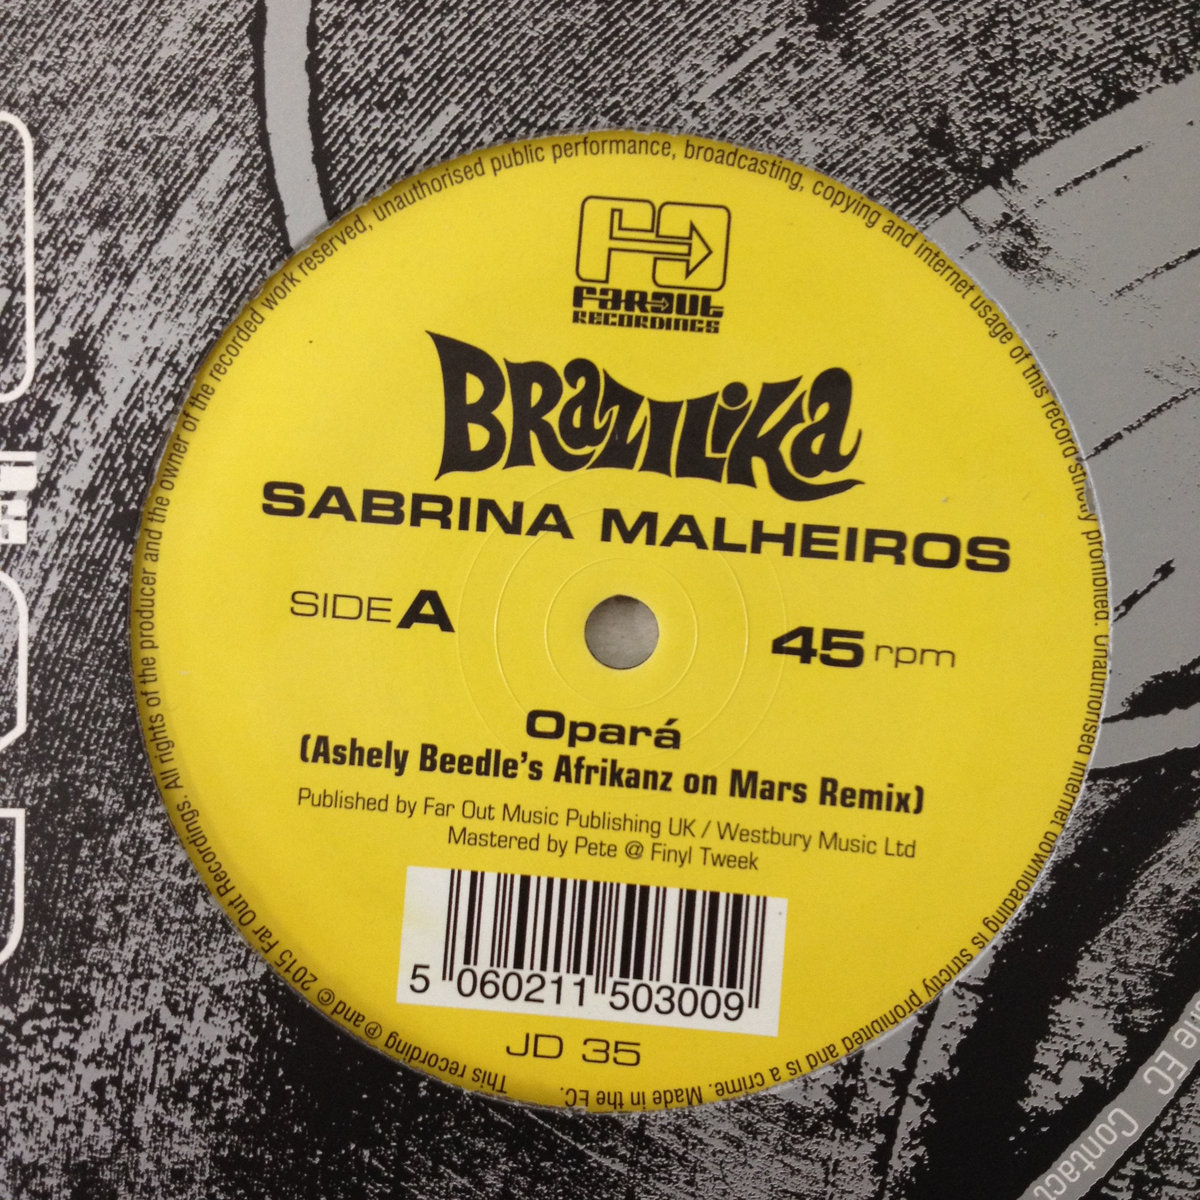 FAROUT
RECORDINGS
BRAZILIKA
SABRINA MALHEIROS
SIDE A
45 rpm
Opará
(Ashely Beedle's Afrikanz on Mars Remix)
Published by Far Out Music Publishing UK / Westbury Music Ltd
Mastered by Pete @ Finyl Tweek
5 060211 503009
JD 35
This recording ℗ and © 2015 Far Out Recordings. All rights of the producer and the owner of the recorded work reserved, unauthorised public performance, broadcasting, copying and internet usage of this record strictly prohibited. Unauthorised internet downloading is strictly prohibited and is a crime. Made in the EC.
EC Contact